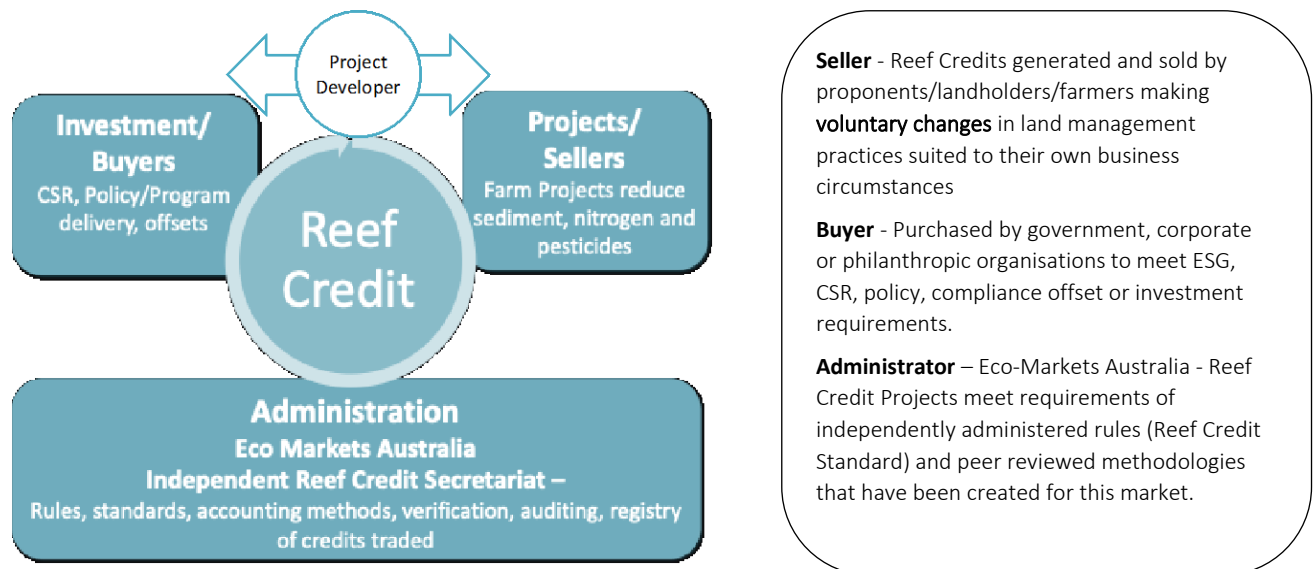 Project
Developer
Investment/
Buyers
CSR, Policy/Program
delivery, offsets
Projects/
Sellers
Farm Projects reduce
sediment, nitrogen and
pesticides
Reef
Credit
Administration
Eco Markets Australia
Independent Reef Credit Secretariat –
Rules, standards, accounting methods, verification, auditing, registry
of credits traded
Seller - Reef Credits generated and sold by
proponents/landholders/farmers making
voluntary changes in land management
practices suited to their own business
circumstances
Buyer - Purchased by government, corporate
or philanthropic organisations to meet ESG,
CSR, policy, compliance offset or investment
requirements.
Administrator – Eco-Markets Australia - Reef
Credit Projects meet requirements of
independently administered rules (Reef Credit
Standard) and peer reviewed methodologies
that have been created for this market.